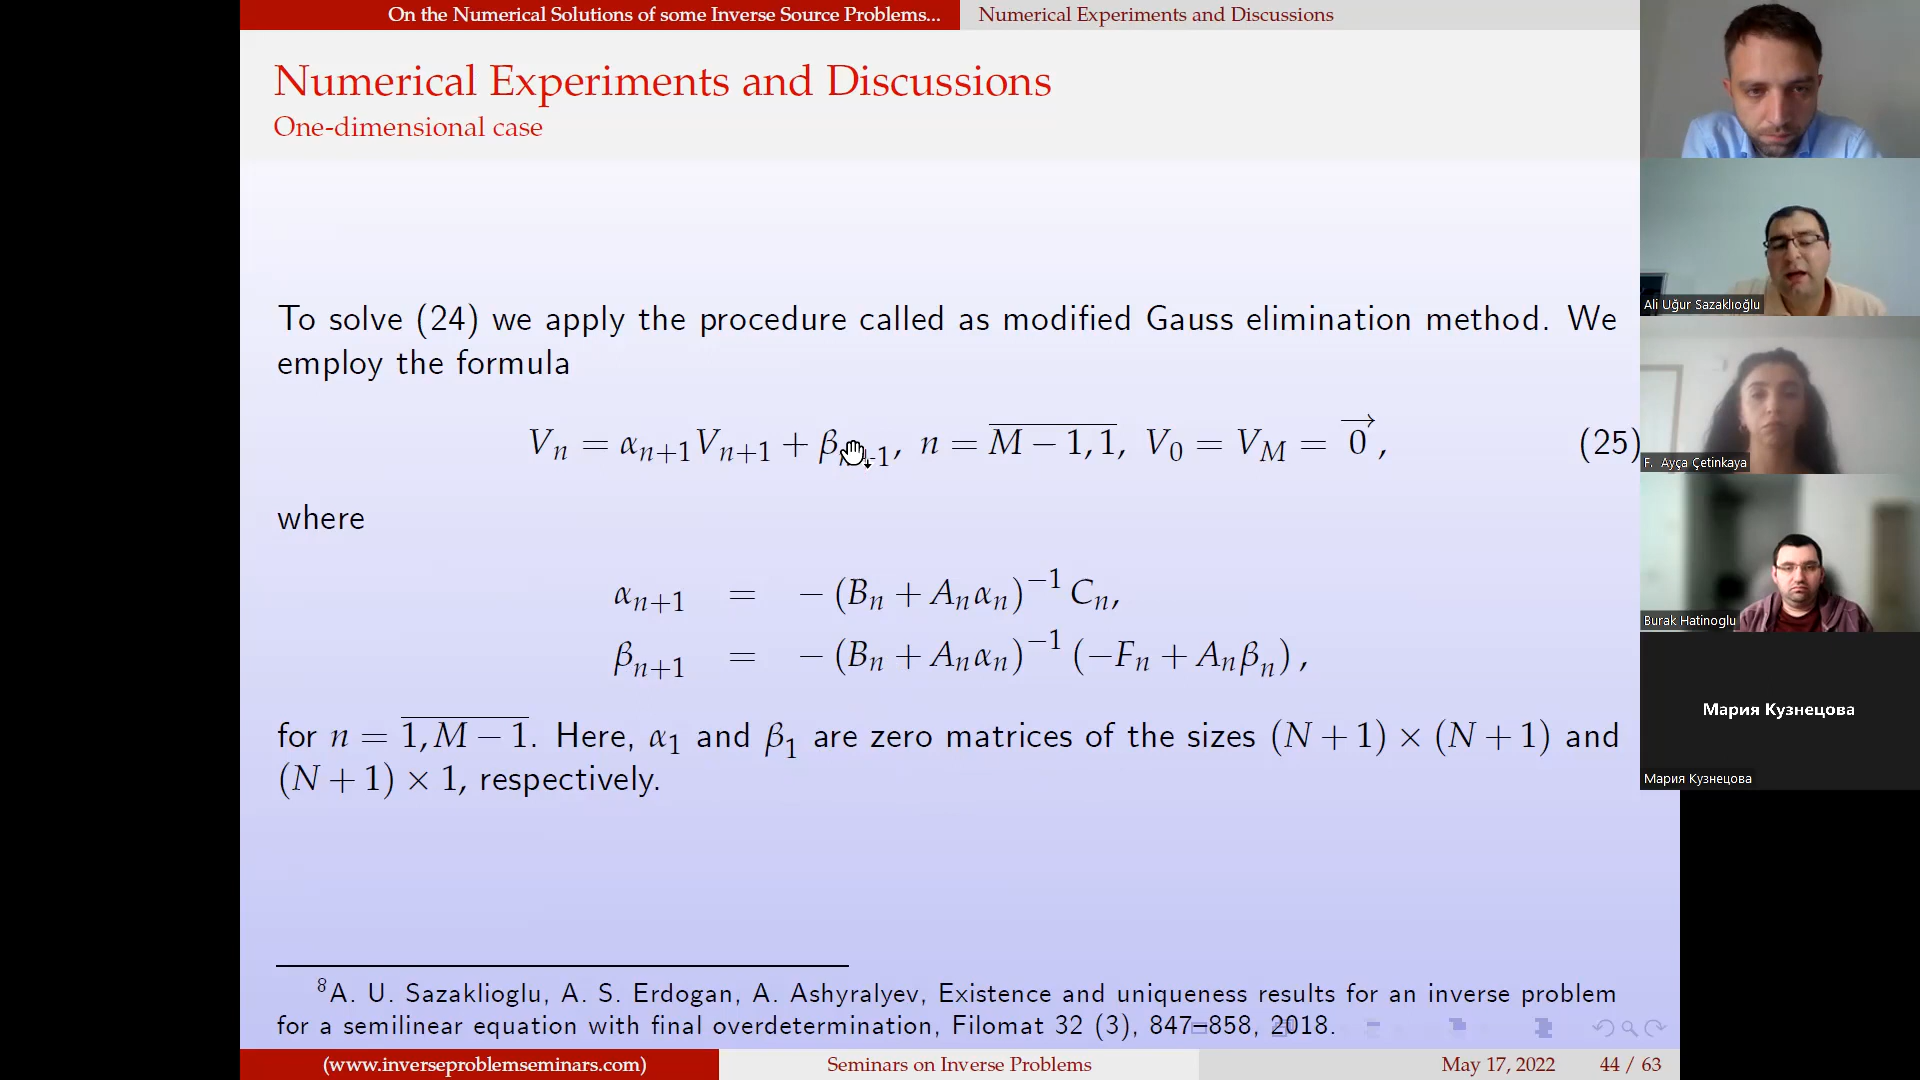 On the Numerical Solutions of some Inverse Source Problems... Numerical Experiments and Discussions
Numerical Experiments and Discussions
One-dimensional case
To solve (24) we apply the procedure called as modified Gauss elimination method. We
employ the formula
V_n = α_{n+1}V_{n+1} + β_{n+1}, n = \overline{M − 1, 1}, V_0 = V_M = \overrightarrow{0}, (25)
where
α_{n+1} = − (B_n + A_nα_n)^{−1} C_n,
β_{n+1} = − (B_n + A_nα_n)^{−1} (−F_n + A_nβ_n),
for n = \overline{1, M − 1}. Here, α_1 and β_1 are zero matrices of the sizes (N + 1) × (N + 1) and
(N + 1) × 1, respectively.
⁸A. U. Sazaklioglu, A. S. Erdogan, A. Ashyralyev, Existence and uniqueness results for an inverse problem
for a semilinear equation with final overdetermination, Filomat 32 (3), 847–858, 2018.
(www.inverseproblemseminars.com) Seminars on Inverse Problems May 17, 2022 44 / 63
Ali Uğur Sazaklıoğlu
F. Ayça Çetinkaya
Burak Hatinoglu
Мария Кузнецова
Мария Кузнецова